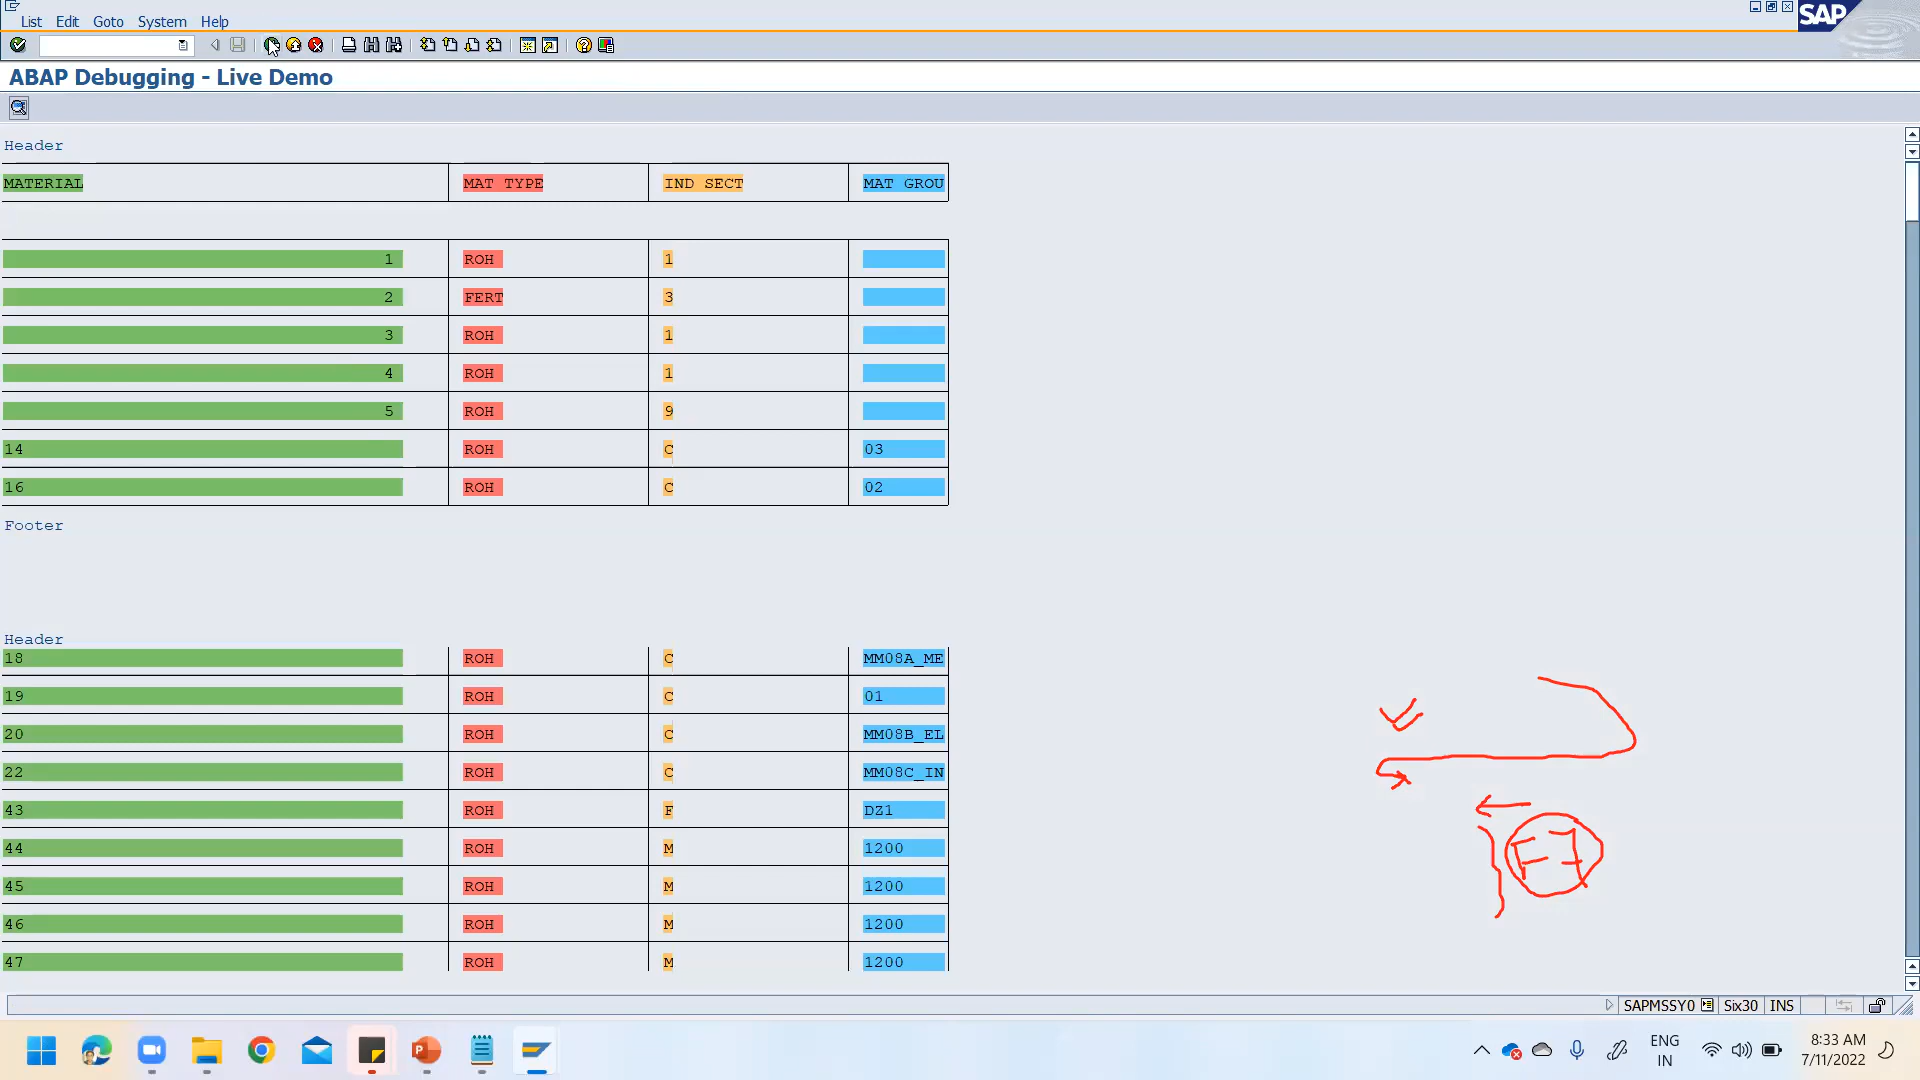 List Edit Goto System Help
SAP
ABAP Debugging - Live Demo
Header
MATERIAL MAT TYPE IND SECT MAT GROU
1 ROH 1
2 FERT 3
3 ROH 1
4 ROH 1
5 ROH 9
14 ROH C 03
16 ROH C 02
Footer
Header
18 ROH C MM08A_ME
19 ROH C 01
20 ROH C MM08B_EL
22 ROH C MM08C_IN
43 ROH F DZ1
44 ROH M 1200
45 ROH M 1200
46 ROH M 1200
47 ROH M 1200
F7
SAPMSSY0 Six30 INS
ENG
IN
8:33 AM
7/11/2022